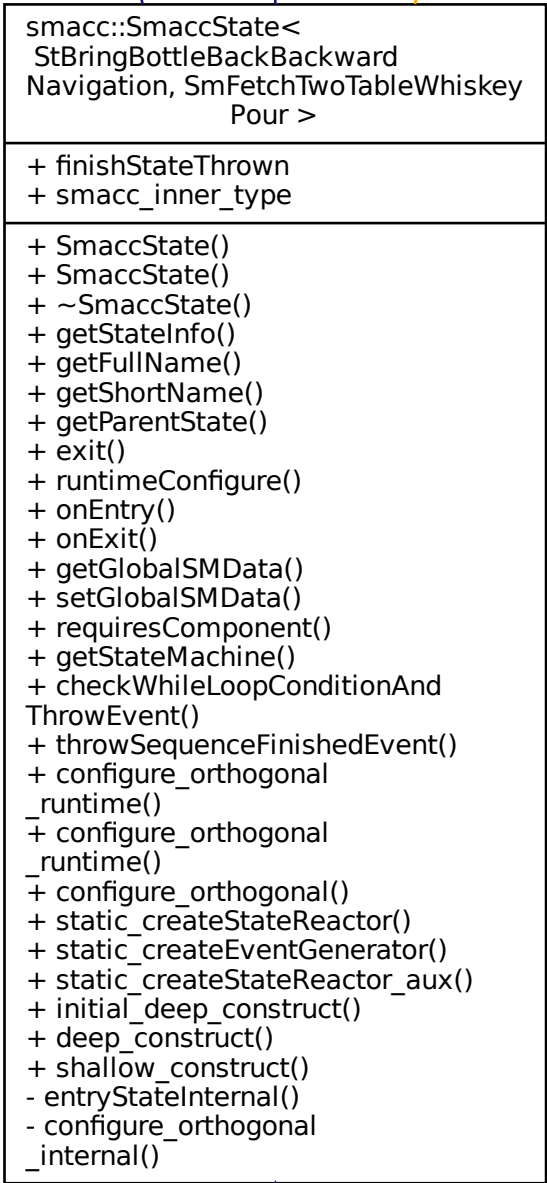 smacc::SmaccState<
StBringBottleBackBackward
Navigation, SmFetchTwoTableWhiskey
Pour >
+ finishStateThrown
+ smacc_inner_type
+ SmaccState()
+ SmaccState()
+ ~SmaccState()
+ getStateInfo()
+ getFullName()
+ getShortName()
+ getParentState()
+ exit()
+ runtimeConfigure()
+ onEntry()
+ onExit()
+ getGlobalSMData()
+ setGlobalSMData()
+ requiresComponent()
+ getStateMachine()
+ checkWhileLoopConditionAnd
ThrowEvent()
+ throwSequenceFinishedEvent()
+ configure_orthogonal
_runtime()
+ configure_orthogonal
_runtime()
+ configure_orthogonal()
+ static_createStateReactor()
+ static_createEventGenerator()
+ static_createStateReactor_aux()
+ initial_deep_construct()
+ deep_construct()
+ shallow_construct()
- entryStateInternal()
- configure_orthogonal
_internal()